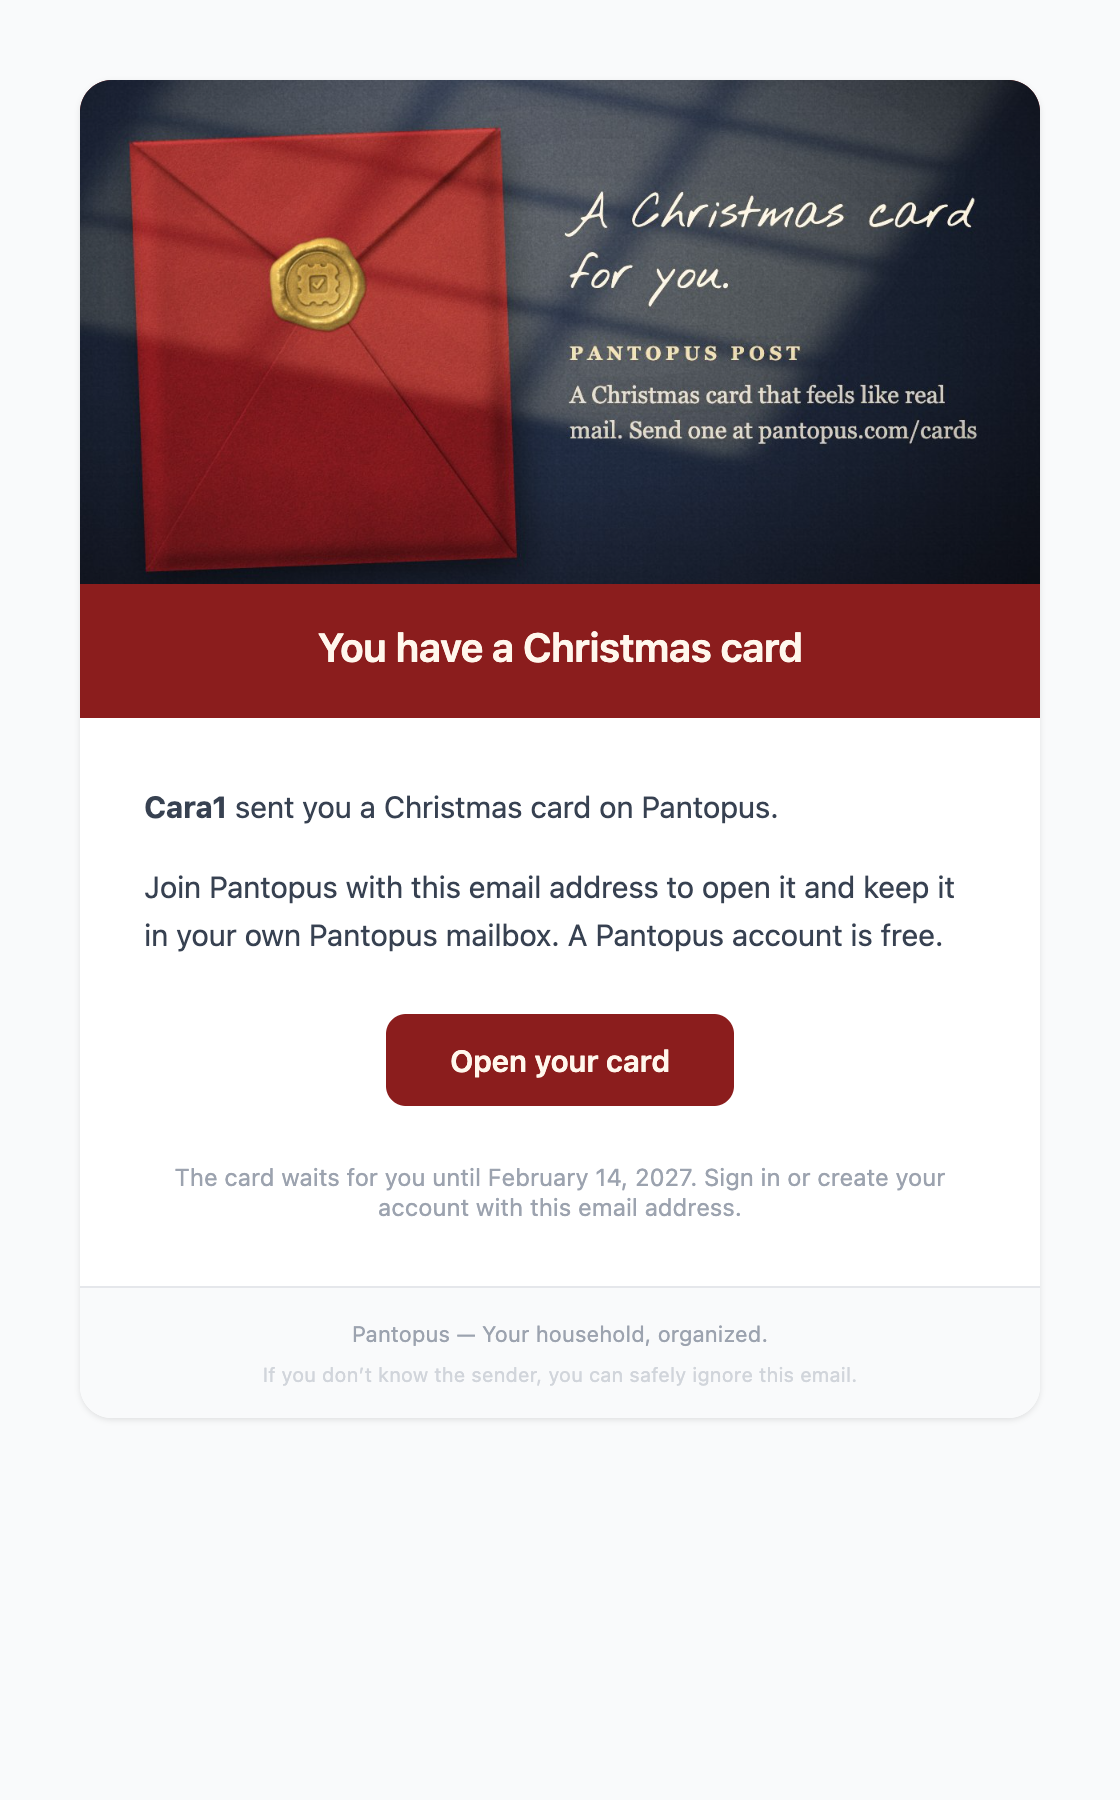 A Christmas card
for you.
PANTOPUS POST
A Christmas card that feels like real
mail. Send one at pantopus.com/cards
You have a Christmas card
Cara1 sent you a Christmas card on Pantopus.
Join Pantopus with this email address to open it and keep it
in your own Pantopus mailbox. A Pantopus account is free.
Open your card
The card waits for you until February 14, 2027. Sign in or create your
account with this email address.
Pantopus — Your household, organized.
If you don’t know the sender, you can safely ignore this email.